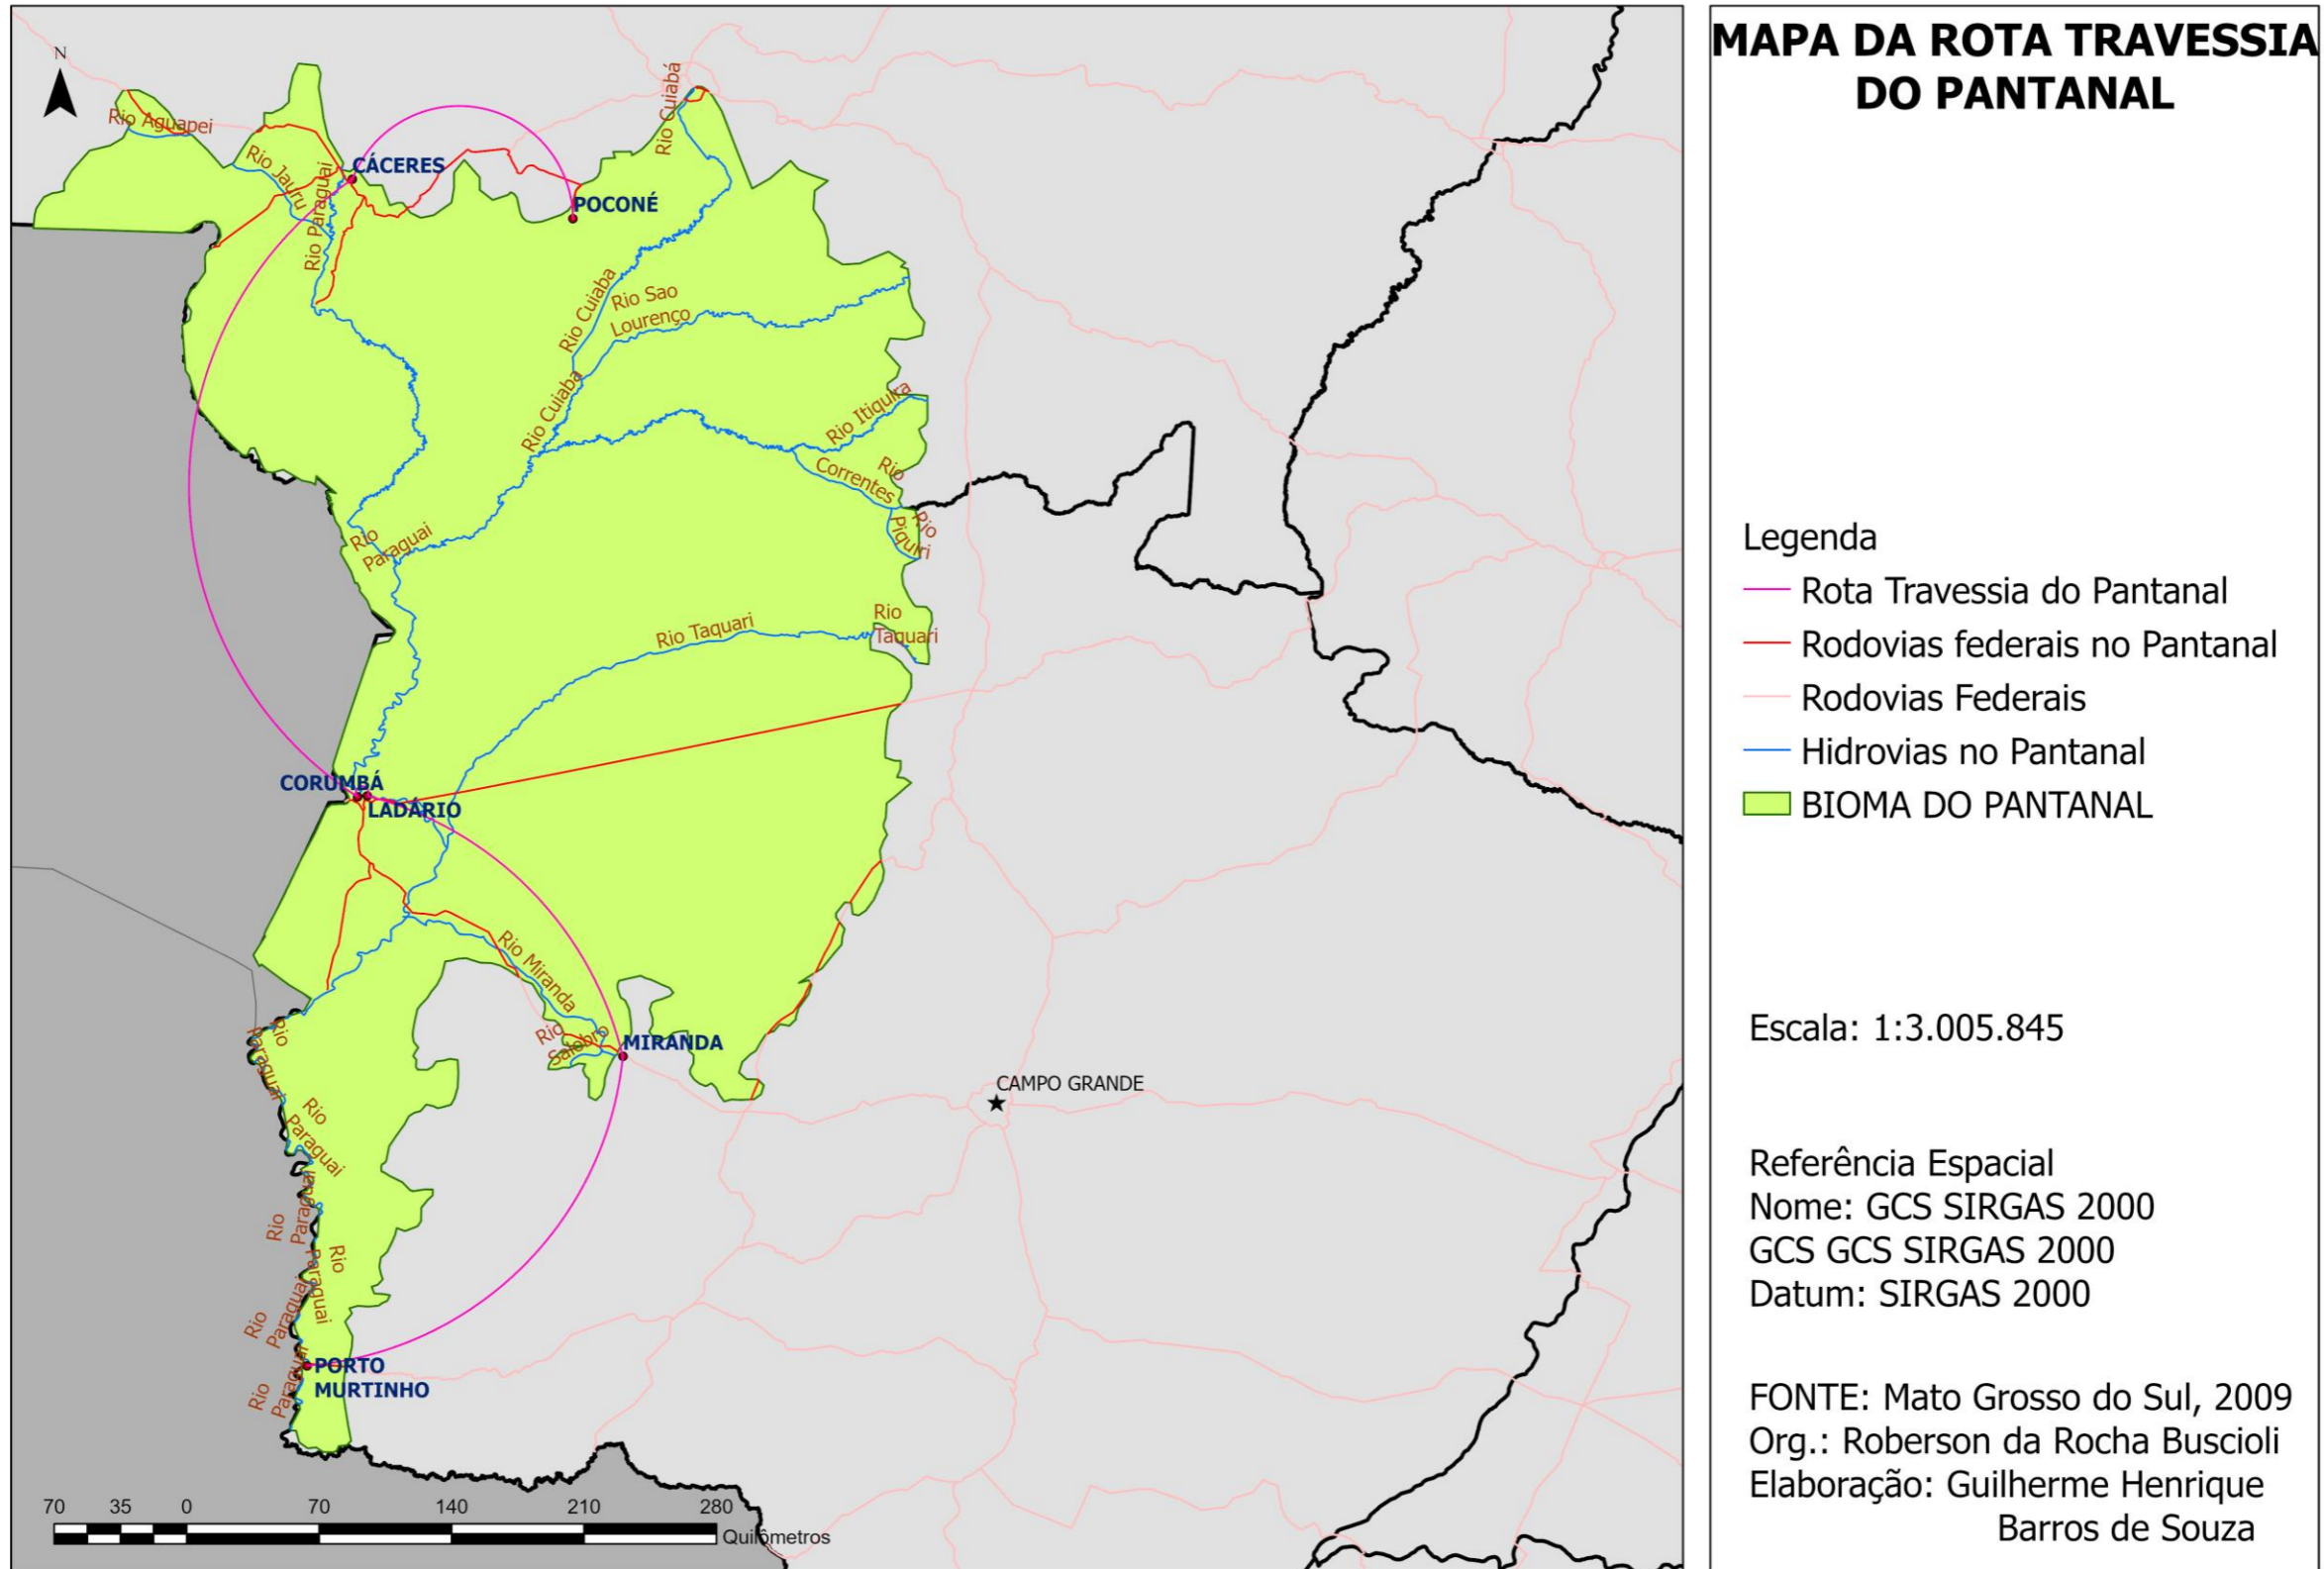 MAPA DA ROTA TRAVESSIA
DO PANTANAL
N
Rio Aguapei
Rio Jauru
Rio Paraguai
CÁCERES
POCONÉ
Rio Cuiabá
Rio Cuiaba
Rio Sao
Lourenço
Rio Cuiaba
Rio Itiquira
Rio
Correntes
Rio
Piquiri
Rio
Paraguai
Rio Taquari
Rio
Taquari
CORUMBÁ
LADÁRIO
Rio Miranda
Rio
Salobro
MIRANDA
CAMPO GRANDE
Rio
Paraguai
Rio
Paraguai
Rio
Paraguai
Rio
Paraguai
Rio
Paraguai
Rio
Paraguai
PORTO
MURTINHO
70 35 0 70 140 210 280
Quilômetros
Legenda
Rota Travessia do Pantanal
Rodovias federais no Pantanal
Rodovias Federais
Hidrovias no Pantanal
BIOMA DO PANTANAL
Escala: 1:3.005.845
Referência Espacial
Nome: GCS SIRGAS 2000
GCS GCS SIRGAS 2000
Datum: SIRGAS 2000
FONTE: Mato Grosso do Sul, 2009
Org.: Roberson da Rocha Buscioli
Elaboração: Guilherme Henrique
Barros de Souza